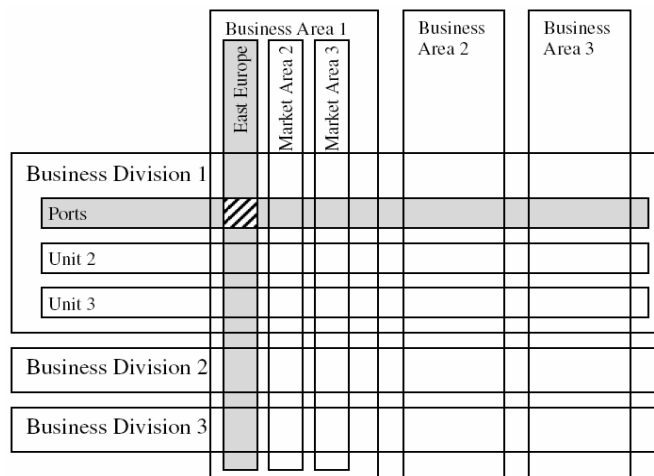 Business Area 1
Business
Area 2
Business
Area 3
East Europe
Market Area 2
Market Area 3
Business Division 1
Ports
Unit 2
Unit 3
Business Division 2
Business Division 3